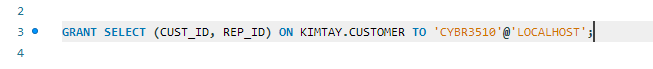 2
3 GRANT SELECT (CUST_ID, REP_ID) ON KIMTAY.CUSTOMER TO 'CYBR3510'@'LOCALHOST';
4